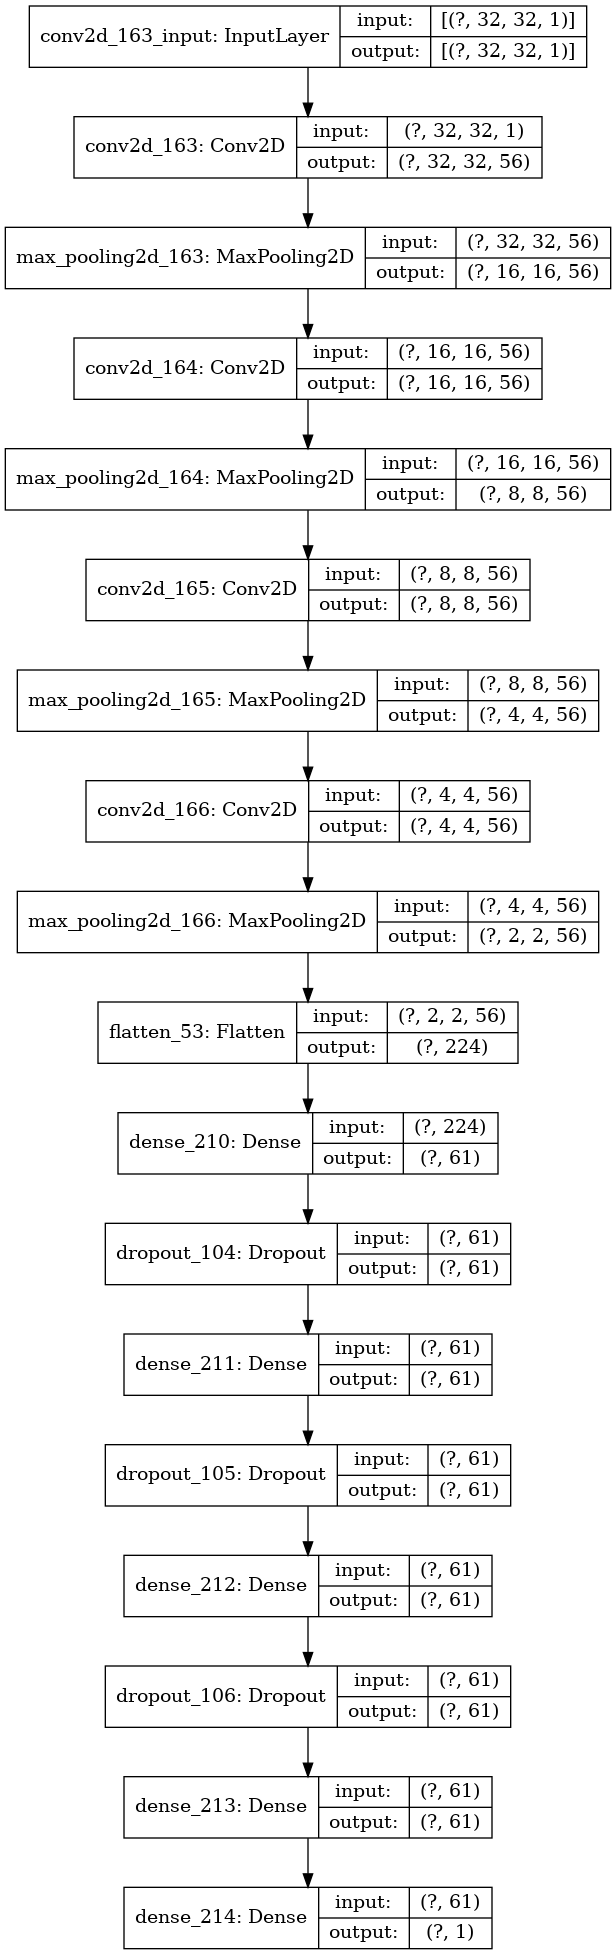 conv2d_163_input: InputLayer
input: [(?, 32, 32, 1)]
output: [(?, 32, 32, 1)]
conv2d_163: Conv2D
input: (?, 32, 32, 1)
output: (?, 32, 32, 56)
max_pooling2d_163: MaxPooling2D
input: (?, 32, 32, 56)
output: (?, 16, 16, 56)
conv2d_164: Conv2D
input: (?, 16, 16, 56)
output: (?, 16, 16, 56)
max_pooling2d_164: MaxPooling2D
input: (?, 16, 16, 56)
output: (?, 8, 8, 56)
conv2d_165: Conv2D
input: (?, 8, 8, 56)
output: (?, 8, 8, 56)
max_pooling2d_165: MaxPooling2D
input: (?, 8, 8, 56)
output: (?, 4, 4, 56)
conv2d_166: Conv2D
input: (?, 4, 4, 56)
output: (?, 4, 4, 56)
max_pooling2d_166: MaxPooling2D
input: (?, 4, 4, 56)
output: (?, 2, 2, 56)
flatten_53: Flatten
input: (?, 2, 2, 56)
output: (?, 224)
dense_210: Dense
input: (?, 224)
output: (?, 61)
dropout_104: Dropout
input: (?, 61)
output: (?, 61)
dense_211: Dense
input: (?, 61)
output: (?, 61)
dropout_105: Dropout
input: (?, 61)
output: (?, 61)
dense_212: Dense
input: (?, 61)
output: (?, 61)
dropout_106: Dropout
input: (?, 61)
output: (?, 61)
dense_213: Dense
input: (?, 61)
output: (?, 61)
dense_214: Dense
input: (?, 61)
output: (?, 1)